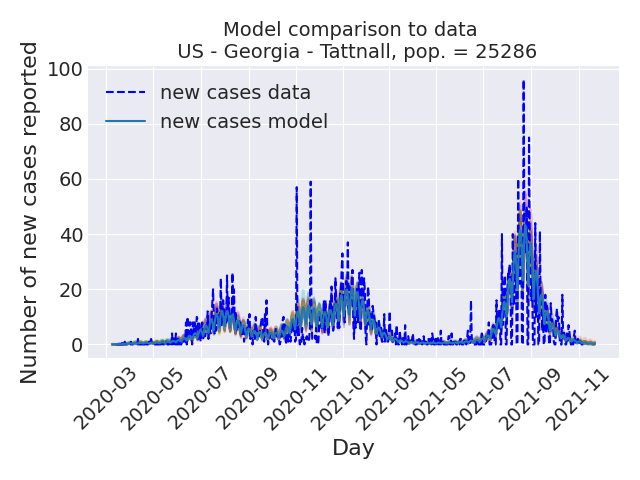 Model comparison to data
US - Georgia - Tattnall, pop. = 25286
Number of new cases reported
100
80
60
40
20
0
new cases data
new cases model
2020-03
2020-05
2020-07
2020-09
2020-11
2021-01
2021-03
2021-05
2021-07
2021-09
2021-11
Day